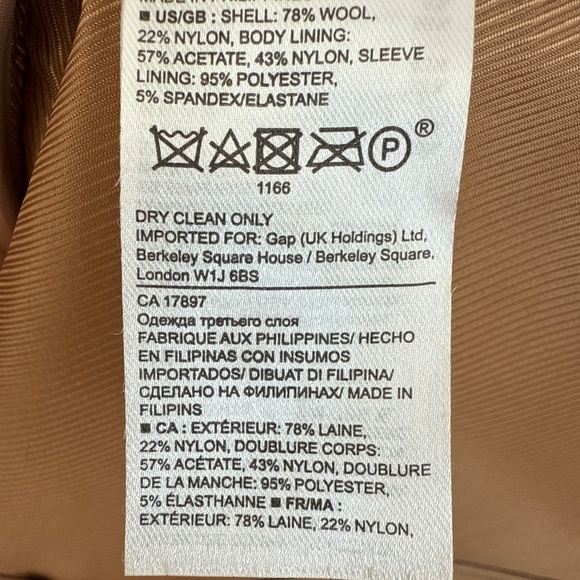 MADE IN PHILIPPINES
■ US/GB : SHELL: 78% WOOL,
22% NYLON, BODY LINING:
57% ACETATE, 43% NYLON, SLEEVE
LINING: 95% POLYESTER,
5% SPANDEX/ELASTANE
P ®
1166
DRY CLEAN ONLY
IMPORTED FOR: Gap (UK Holdings) Ltd,
Berkeley Square House / Berkeley Square,
London W1J 6BS
CA 17897
Одежда третьего слоя
FABRIQUE AUX PHILIPPINES/ HECHO
EN FILIPINAS CON INSUMOS
IMPORTADOS/ DIBUAT DI FILIPINA/
СДЕЛАНО НА ФИЛИПИНАХ/ MADE IN
FILIPINS
■ CA : EXTÉRIEUR: 78% LAINE,
22% NYLON, DOUBLURE CORPS:
57% ACÉTATE, 43% NYLON, DOUBLURE
DE LA MANCHE: 95% POLYESTER,
5% ÉLASTHANNE ■ FR/MA :
EXTÉRIEUR: 78% LAINE, 22% NYLON,